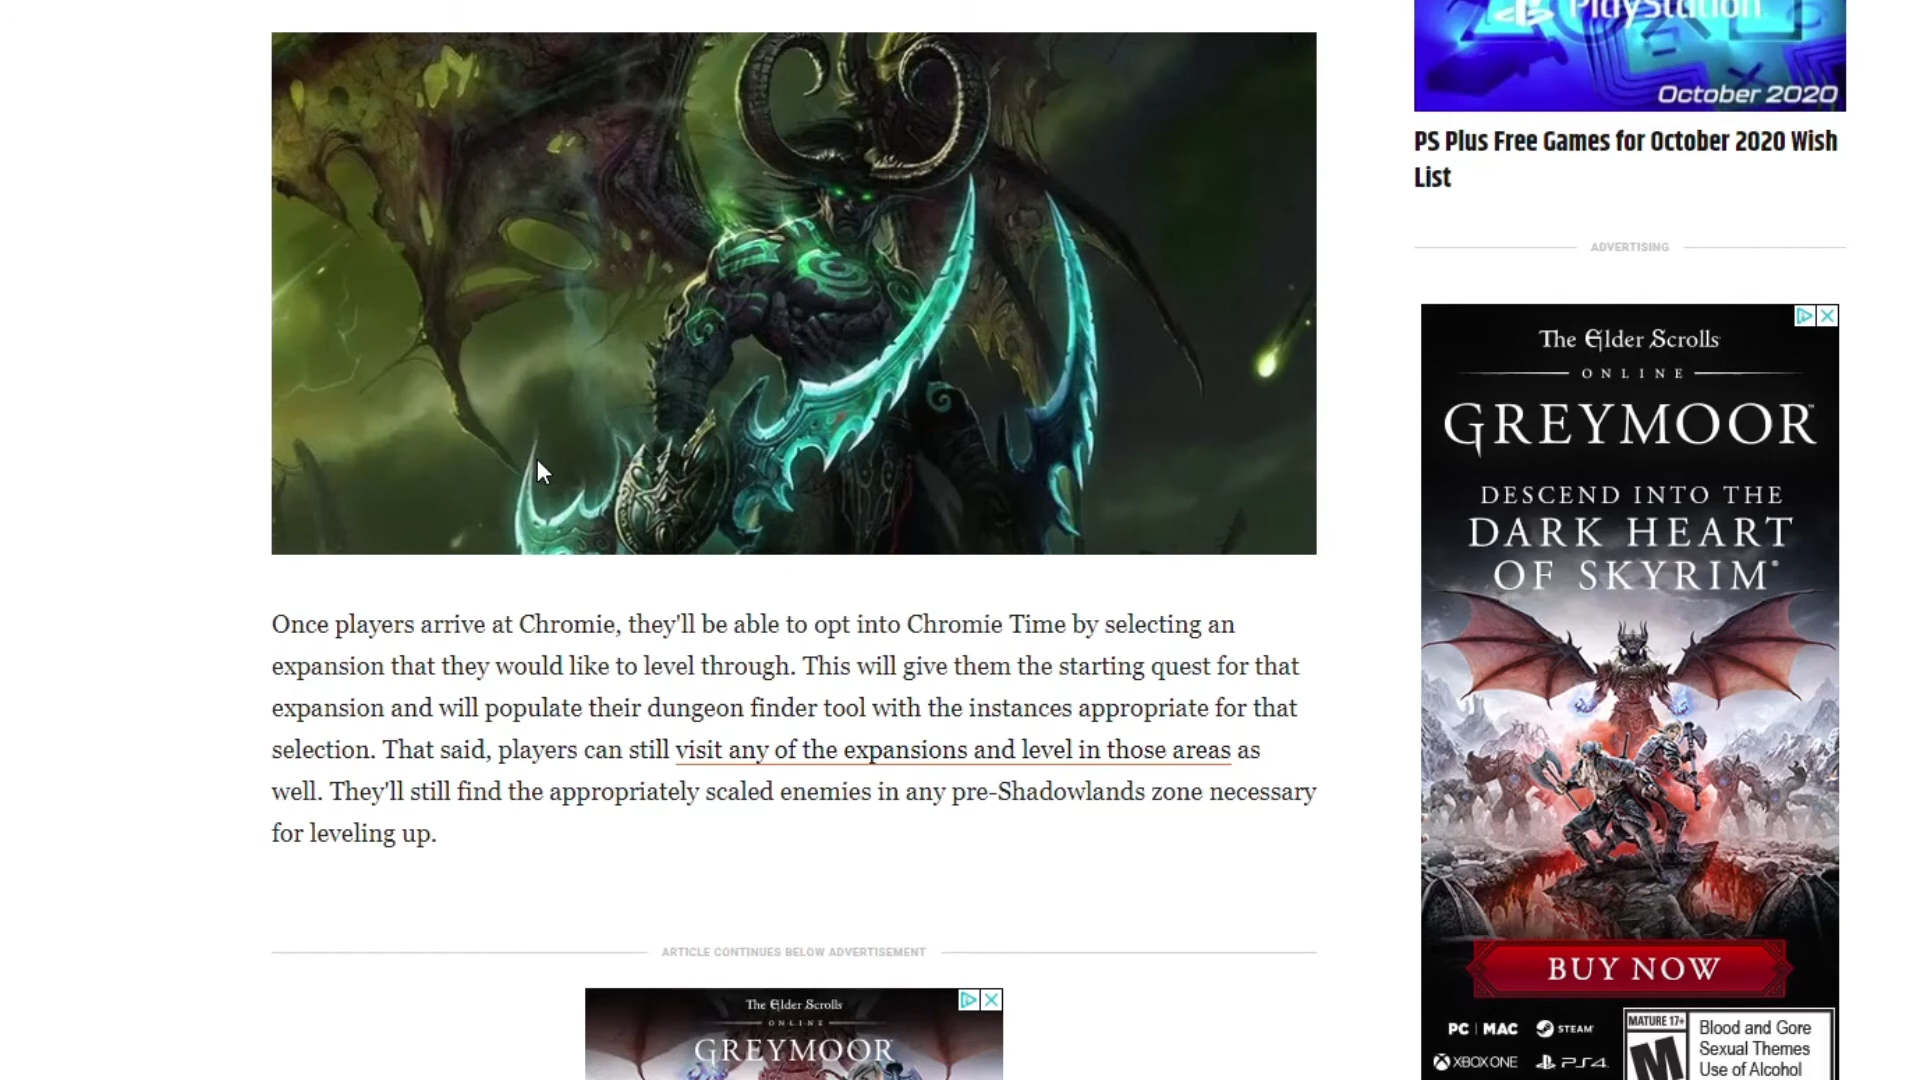 PlayStation
October 2020
PS Plus Free Games for October 2020 Wish
List
ADVERTISING
The Elder Scrolls
ONLINE
GREYMOOR
DESCEND INTO THE
DARK HEART
OF SKYRIM®
BUY NOW
PC | MAC STEAM
XBOX ONE PS4
MATURE 17+
M
Blood and Gore
Sexual Themes
Use of Alcohol
Once players arrive at Chromie, they'll be able to opt into Chromie Time by selecting an
expansion that they would like to level through. This will give them the starting quest for that
expansion and will populate their dungeon finder tool with the instances appropriate for that
selection. That said, players can still visit any of the expansions and level in those areas as
well. They'll still find the appropriately scaled enemies in any pre-Shadowlands zone necessary
for leveling up.
ARTICLE CONTINUES BELOW ADVERTISEMENT
The Elder Scrolls
ONLINE
GREYMOOR